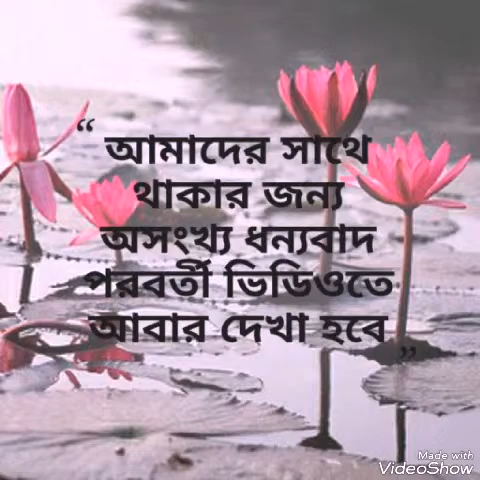 “ আমাদের সাথে
থাকার জন্য
অসংখ্য ধন্যবাদ
পরবর্তী ভিডিওতে
আবার দেখা হবে ”
Made with
VideoShow